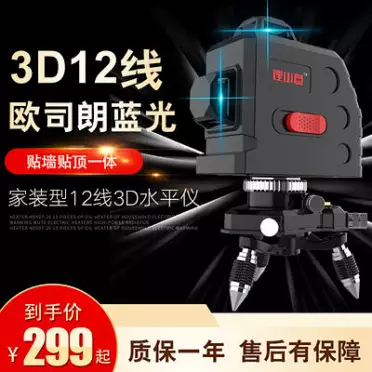 3D12线
欧司朗蓝光
贴墙贴顶一体
家装型12线3D水平仪
到手价
¥299起
质保一年 售后有保障